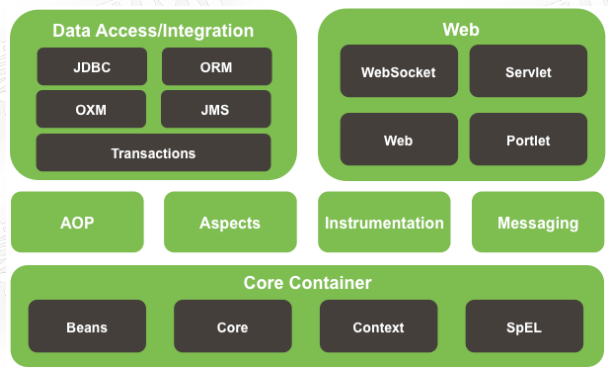 Data Access/Integration
JDBC
ORM
OXM
JMS
Transactions
Web
WebSocket
Servlet
Web
Portlet
AOP
Aspects
Instrumentation
Messaging
Core Container
Beans
Core
Context
SpEL